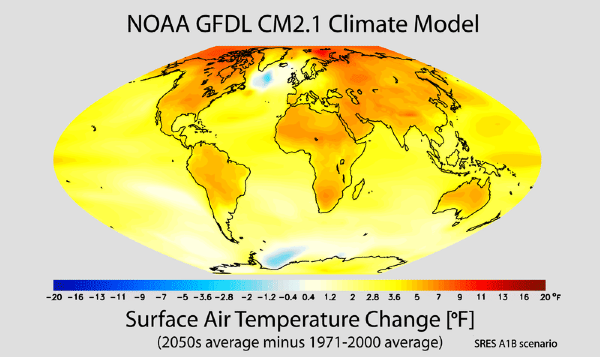 NOAA GFDL CM2.1 Climate Model
-20 -16 -13 -11 -9 -7 -5 -3.6 -2.8 -2 -1.2 -0.4 0.4 1.2 2 2.8 3.6 5 7 9 11 13 16 20 °F
Surface Air Temperature Change [ºF]
(2050s average minus 1971-2000 average)
SRES A1B scenario